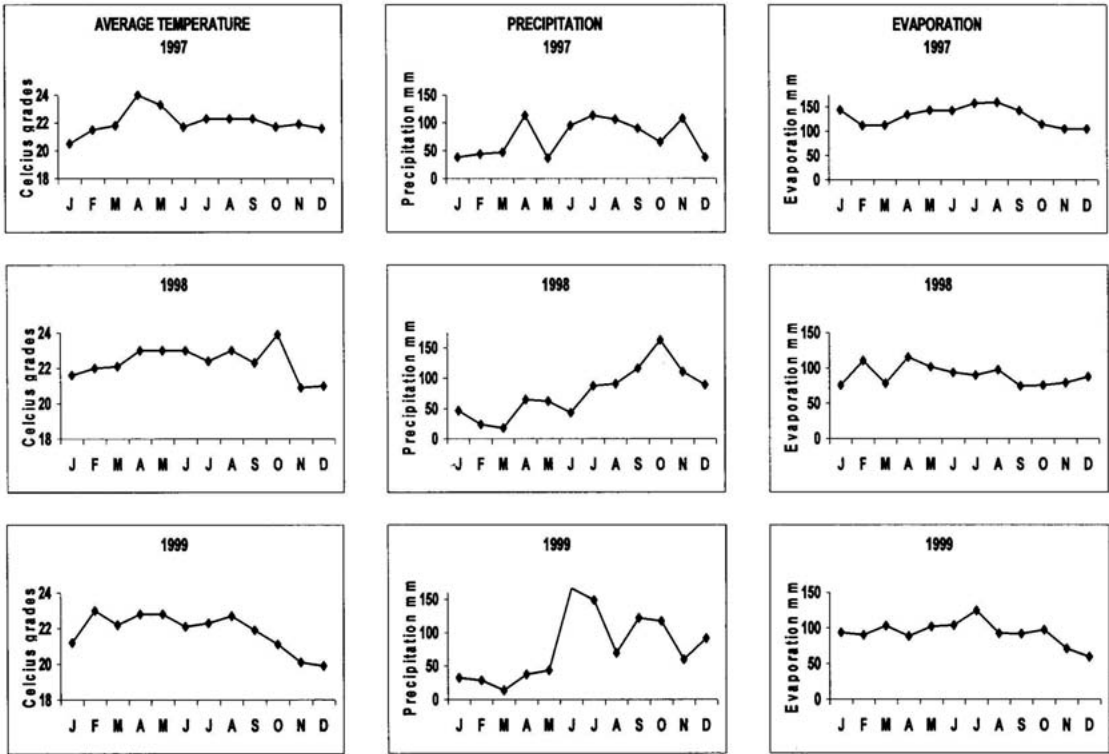 AVERAGE TEMPERATURE
1997
Celcius grades
24
22
20
18
J F M A M J J A S O N D
PRECIPITATION
1997
Precipitation mm
150
100
50
0
J F M A M J J A S O N D
EVAPORATION
1997
Evaporation mm
150
100
50
0
J F M A M J J A S O N D
1998
Celcius grades
24
22
20
18
J F M A M J J A S O N D
1998
Precipitation mm
150
100
50
0
J F M A M J J A S O N D
1998
Evaporation mm
150
100
50
0
J F M A M J J A S O N D
1999
Celcius grades
24
22
20
18
J F M A M J J A S O N D
1999
Precipitation mm
150
100
50
0
J F M A M J J A S O N D
1999
Evaporation mm
150
100
50
0
J F M A M J J A S O N D